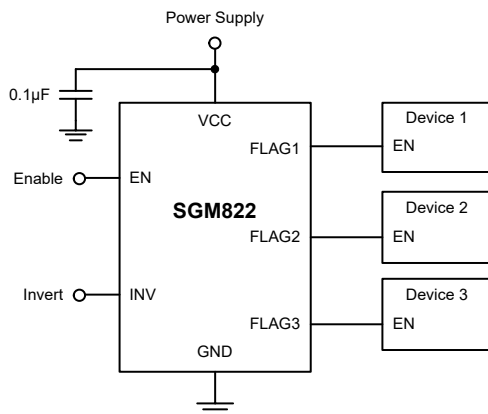 Power Supply
0.1µF
VCC
Device 1
FLAG1
EN
Enable
EN
SGM822
Device 2
FLAG2
EN
Device 3
Invert
INV
FLAG3
EN
GND